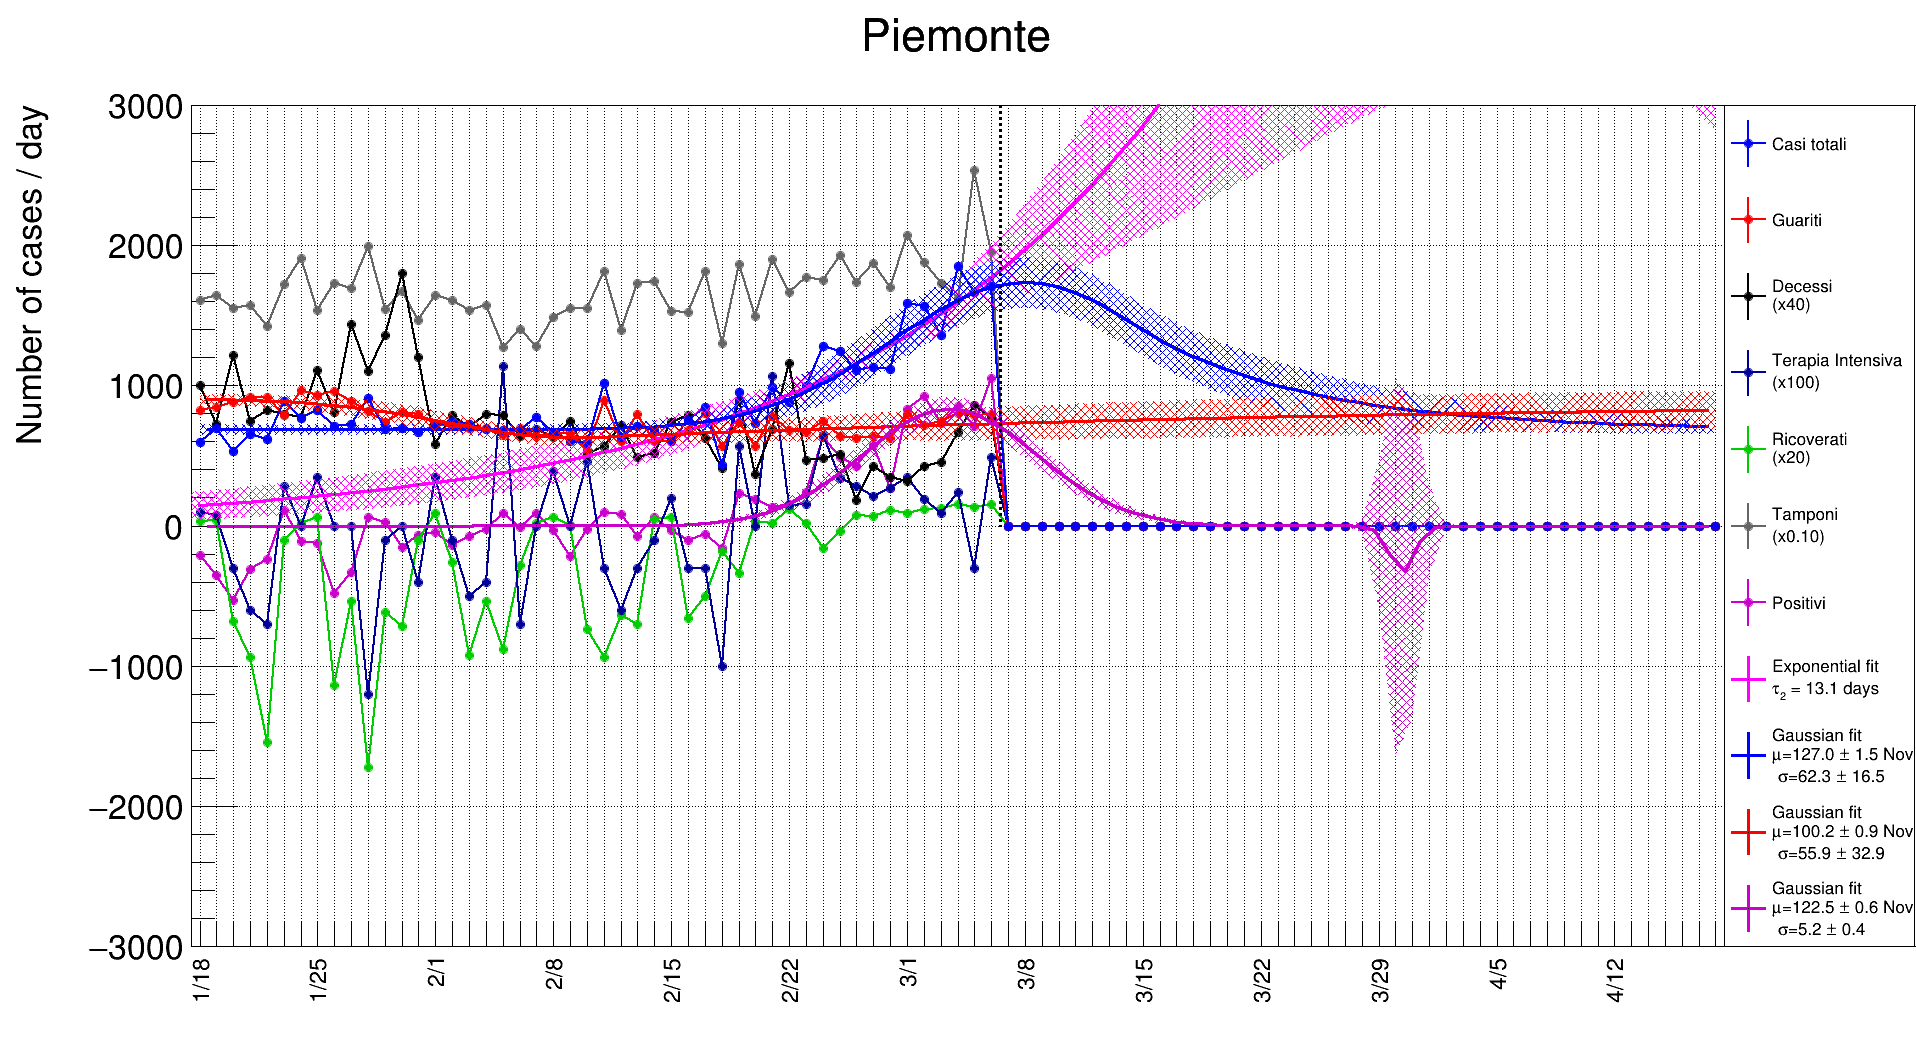 Piemonte
Number of cases / day
3000
2000
1000
0
−1000
−2000
−3000
1/18
1/25
2/1
2/8
2/15
2/22
3/1
3/8
3/15
3/22
3/29
4/5
4/12
Casi totali
Guariti
Decessi
(x40)
Terapia Intensiva
(x100)
Ricoverati
(x20)
Tamponi
(x0.10)
Positivi
Exponential fit
τ2 = 13.1 days
Gaussian fit
μ=127.0 ± 1.5 Nov
σ=62.3 ± 16.5
Gaussian fit
μ=100.2 ± 0.9 Nov
σ=55.9 ± 32.9
Gaussian fit
μ=122.5 ± 0.6 Nov
σ=5.2 ± 0.4